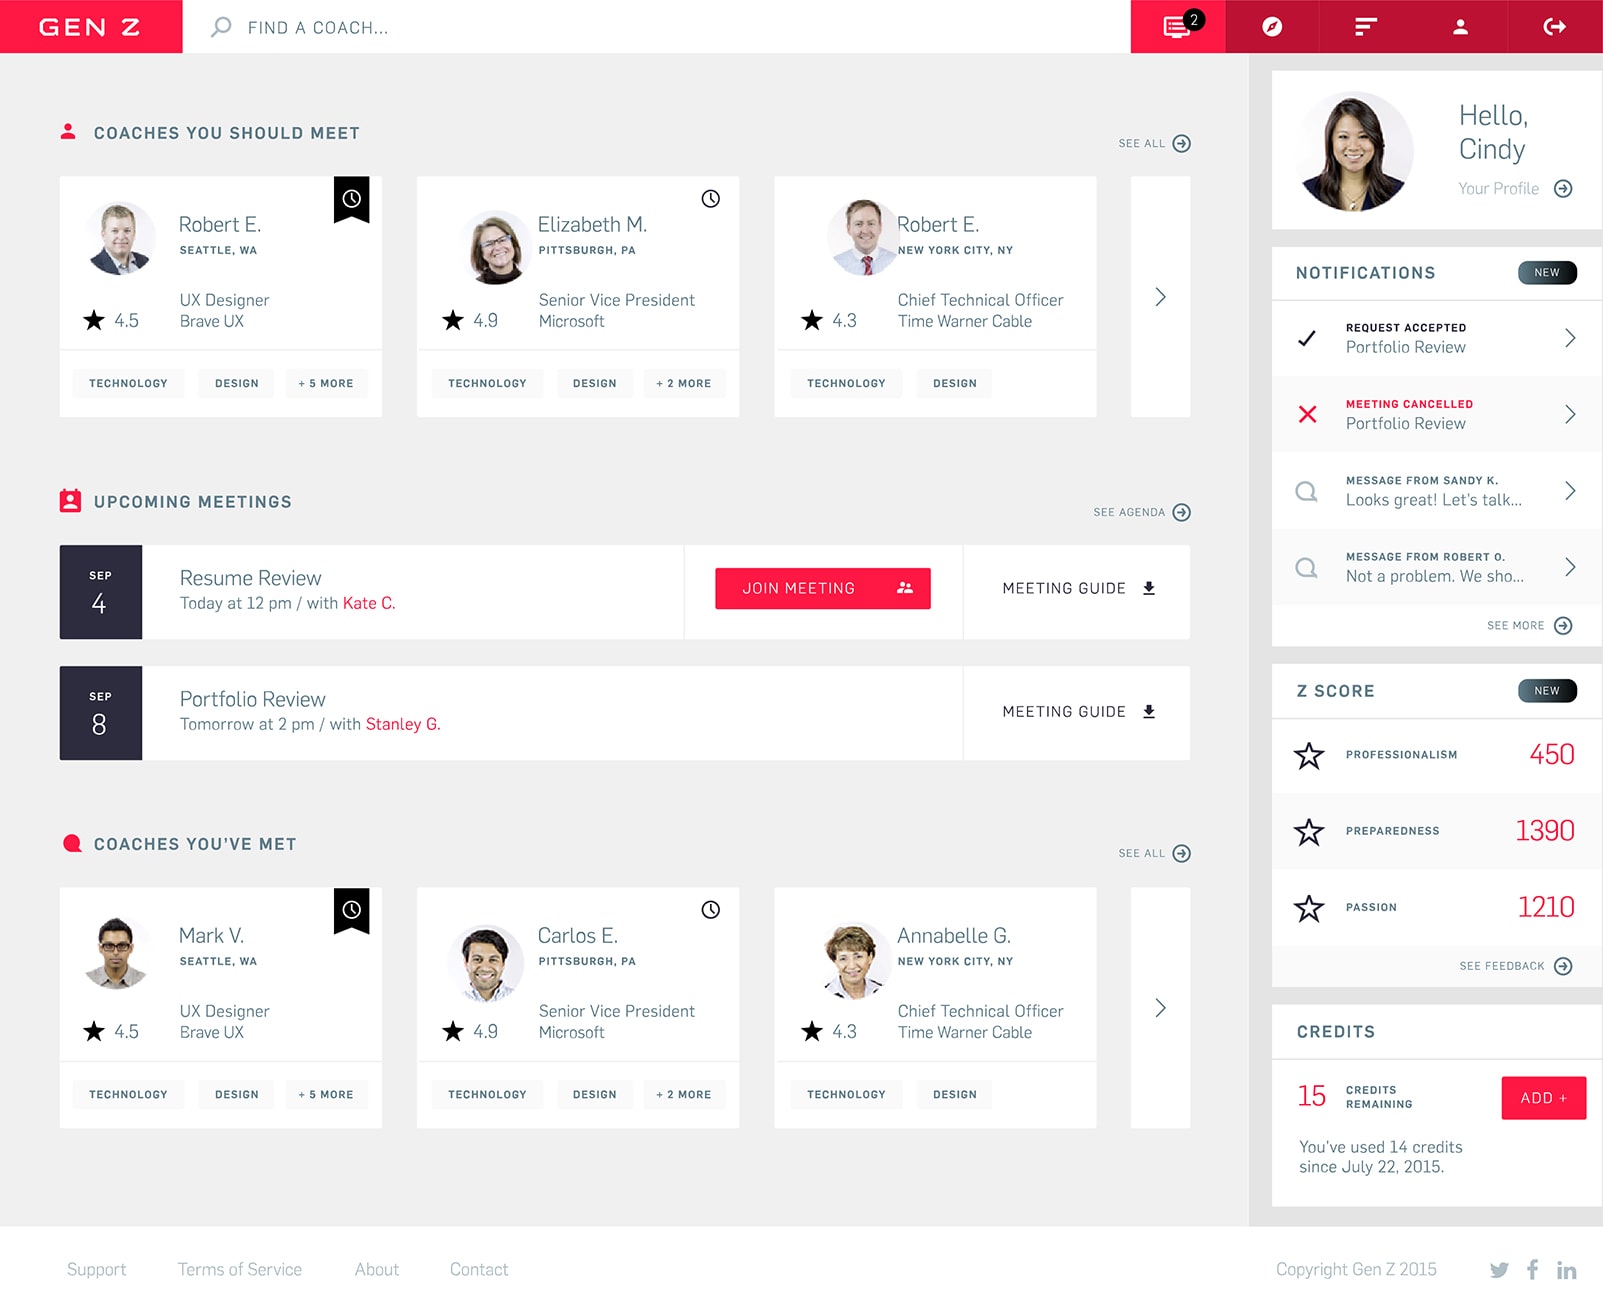 GEN Z
FIND A COACH...
2
COACHES YOU SHOULD MEET
SEE ALL
Robert E.
SEATTLE, WA
UX Designer
Brave UX
4.5
TECHNOLOGY
DESIGN
+ 5 MORE
Elizabeth M.
PITTSBURGH, PA
Senior Vice President
Microsoft
4.9
TECHNOLOGY
DESIGN
+ 2 MORE
Robert E.
NEW YORK CITY, NY
Chief Technical Officer
Time Warner Cable
4.3
TECHNOLOGY
DESIGN
UPCOMING MEETINGS
SEE AGENDA
SEP
4
Resume Review
Today at 12 pm / with Kate C.
JOIN MEETING
MEETING GUIDE
SEP
8
Portfolio Review
Tomorrow at 2 pm / with Stanley G.
MEETING GUIDE
COACHES YOU'VE MET
SEE ALL
Mark V.
SEATTLE, WA
UX Designer
Brave UX
4.5
TECHNOLOGY
DESIGN
+ 5 MORE
Carlos E.
PITTSBURGH, PA
Senior Vice President
Microsoft
4.9
TECHNOLOGY
DESIGN
+ 2 MORE
Annabelle G.
NEW YORK CITY, NY
Chief Technical Officer
Time Warner Cable
4.3
TECHNOLOGY
DESIGN
Hello,
Cindy
Your Profile
NOTIFICATIONS
NEW
REQUEST ACCEPTED
Portfolio Review
MEETING CANCELLED
Portfolio Review
MESSAGE FROM SANDY K.
Looks great! Let's talk...
MESSAGE FROM ROBERT O.
Not a problem. We sho...
SEE MORE
Z SCORE
NEW
PROFESSIONALISM
450
PREPAREDNESS
1390
PASSION
1210
SEE FEEDBACK
CREDITS
15
CREDITS
REMAINING
ADD +
You've used 14 credits
since July 22, 2015.
Support
Terms of Service
About
Contact
Copyright Gen Z 2015